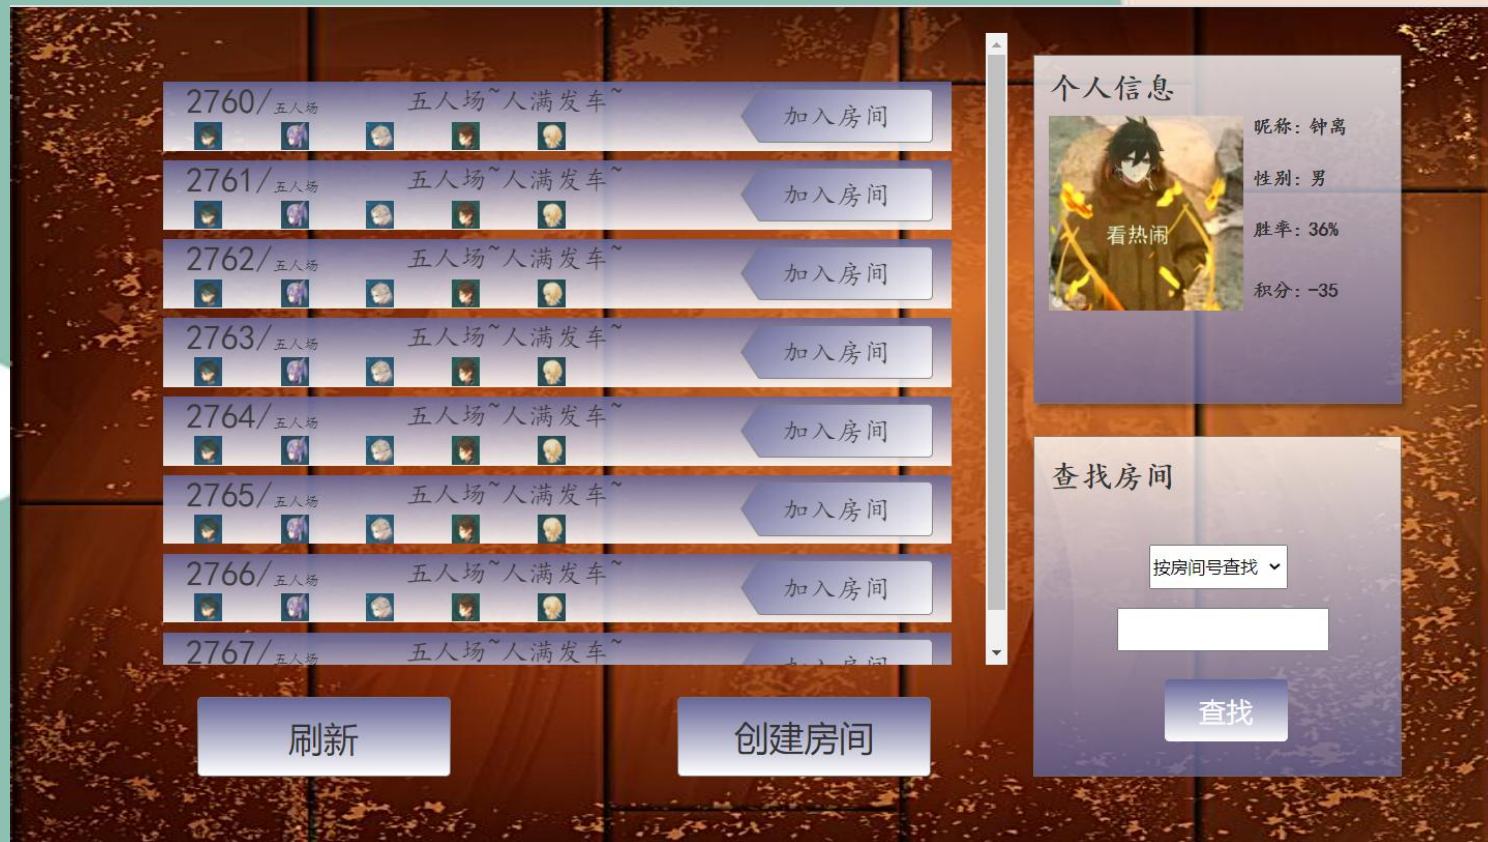 2760/五人场 五人场~人满发车~ 加入房间
2761/五人场 五人场~人满发车~ 加入房间
2762/五人场 五人场~人满发车~ 加入房间
2763/五人场 五人场~人满发车~ 加入房间
2764/五人场 五人场~人满发车~ 加入房间
2765/五人场 五人场~人满发车~ 加入房间
2766/五人场 五人场~人满发车~ 加入房间
2767/五人场 五人场~人满发车~ 加入房间
刷新
创建房间
个人信息
看热闹
昵称: 钟离
性别: 男
胜率: 36%
积分: -35
查找房间
按房间号查找
查找